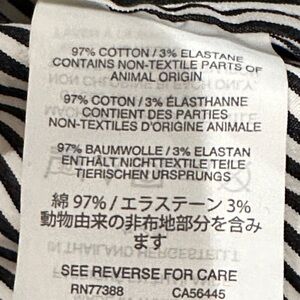 97% COTTON / 3% ELASTANE
CONTAINS NON-TEXTILE PARTS OF
ANIMAL ORIGIN
97% COTON / 3% ÉLASTHANNE
CONTIENT DES PARTIES
NON-TEXTILES D'ORIGINE ANIMALE
97% BAUMWOLLE / 3% ELASTAN
ENTHÄLT NICHTTEXTILE TEILE
TIERISCHEN URSPRUNGS
綿 97% / エラステーン 3%
動物由来の非布地部分を含み
ます
SEE REVERSE FOR CARE
RN77388 CA56445